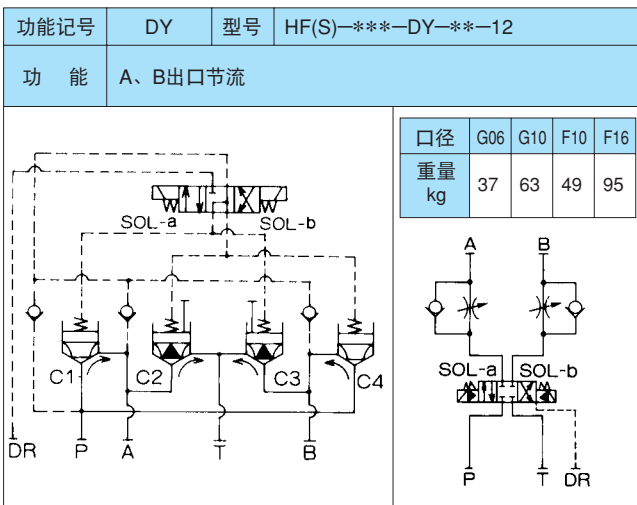 功能记号 DY 型号 HF(S)—***—DY—**—12
功 能 A、B出口节流
口径 G06 G10 F10 F16
重量 kg 37 63 49 95
SOL-a SOL-b
C1 C2 C3 C4
DR P A T B
A B
SOL-a SOL-b
P T DR